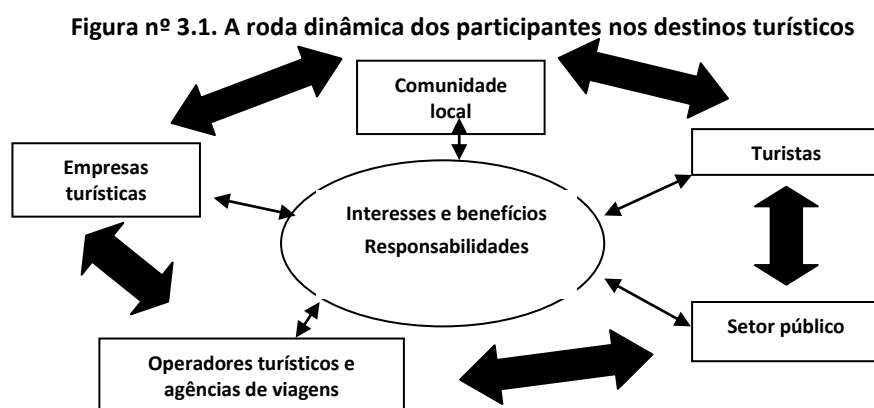 Figura nº 3.1. A roda dinâmica dos participantes nos destinos turísticos
Comunidade
local
Empresas
turísticas
Turistas
Interesses e benefícios
Responsabilidades
Setor público
Operadores turísticos e
agências de viagens